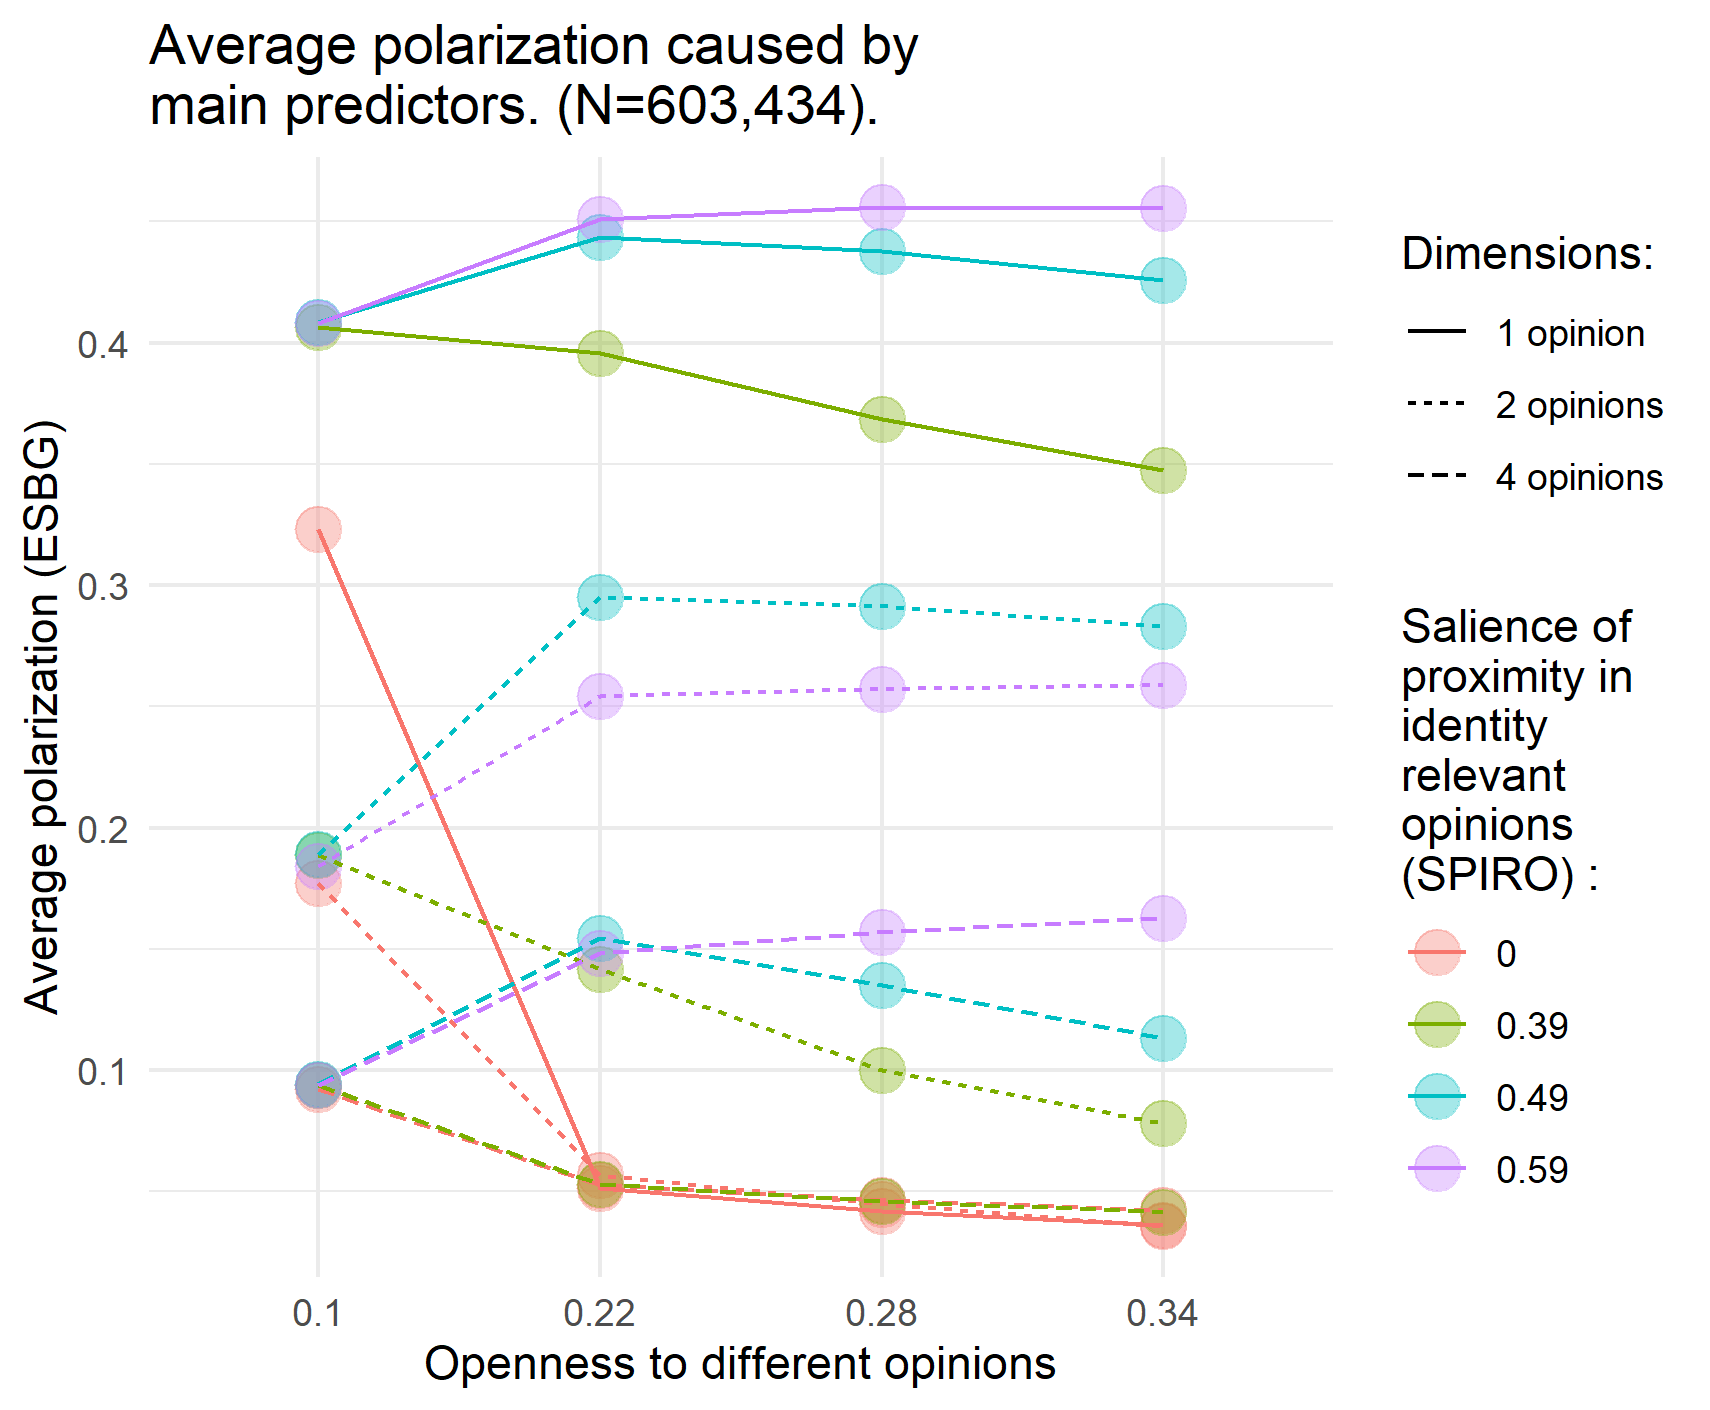 Average polarization caused by
main predictors. (N=603,434).
Average polarization (ESBG)
0.4
0.3
0.2
0.1
0.1
0.22
0.28
0.34
Openness to different opinions
Dimensions:
1 opinion
2 opinions
4 opinions
Salience of
proximity in
identity
relevant
opinions
(SPIRO) :
0
0.39
0.49
0.59